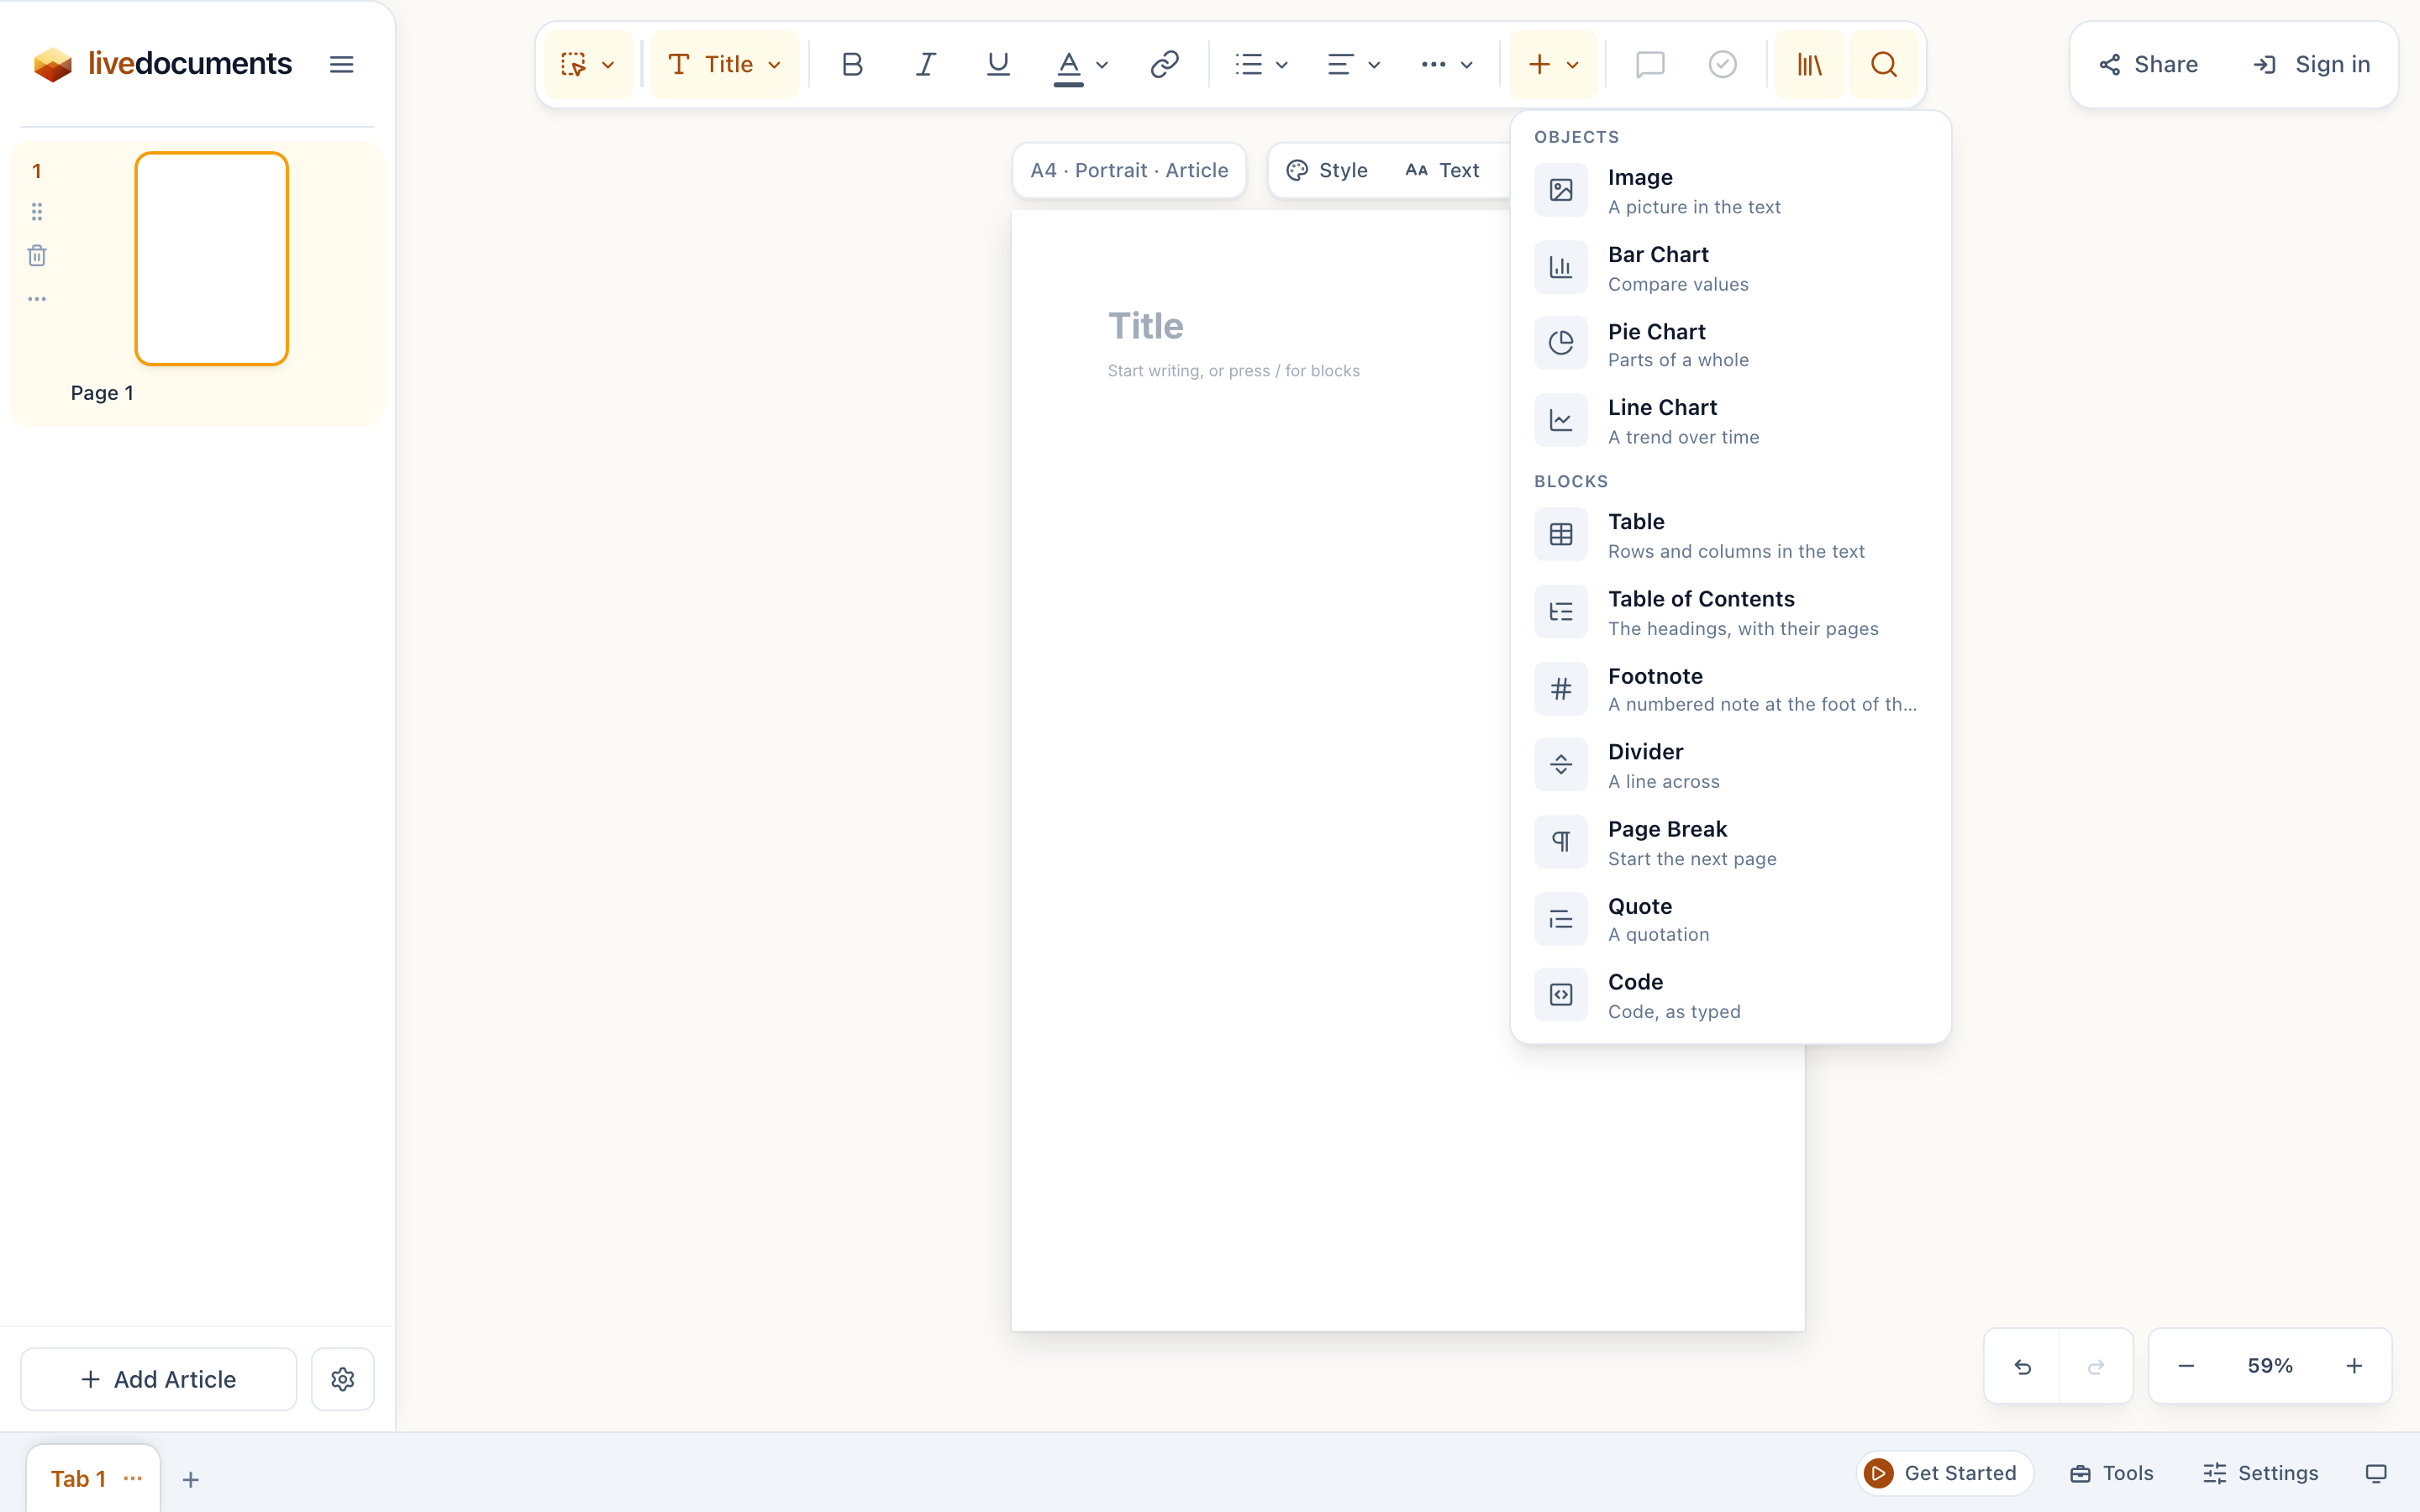 livedocuments
Title
Share
Sign in
1
Page 1
A4 · Portrait · Article
Style
Text
Title
Start writing, or press / for blocks
OBJECTS
Image
A picture in the text
Bar Chart
Compare values
Pie Chart
Parts of a whole
Line Chart
A trend over time
BLOCKS
Table
Rows and columns in the text
Table of Contents
The headings, with their pages
Footnote
A numbered note at the foot of th...
Divider
A line across
Page Break
Start the next page
Quote
A quotation
Code
Code, as typed
Add Article
59%
Tab 1
Get Started
Tools
Settings